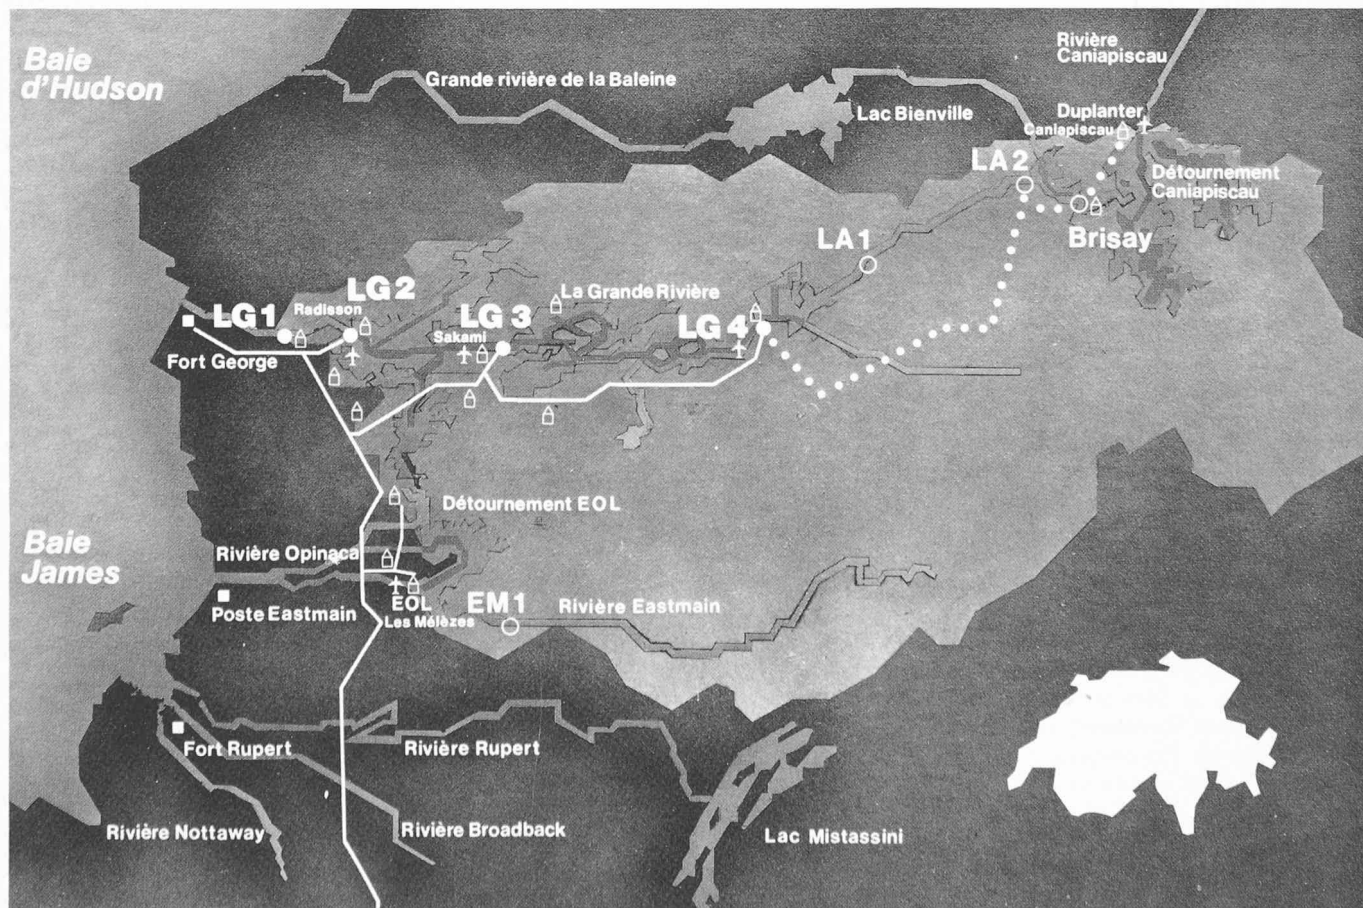 Baie
d'Hudson
Grande rivière de la Baleine
Lac Bienville
Rivière
Caniapiscau
Duplanter
Caniapiscau
LA 2
Détournement
Caniapiscau
Brisay
LA 1
LG 1
Radisson
LG 2
Sakami
LG 3
La Grande Rivière
LG 4
Fort George
Détournement EOL
Baie
James
Rivière Opinaca
Poste Eastmain
EOL
Les Mélèzes
EM 1
Rivière Eastmain
Fort Rupert
Rivière Rupert
Rivière Nottaway
Rivière Broadback
Lac Mistassini